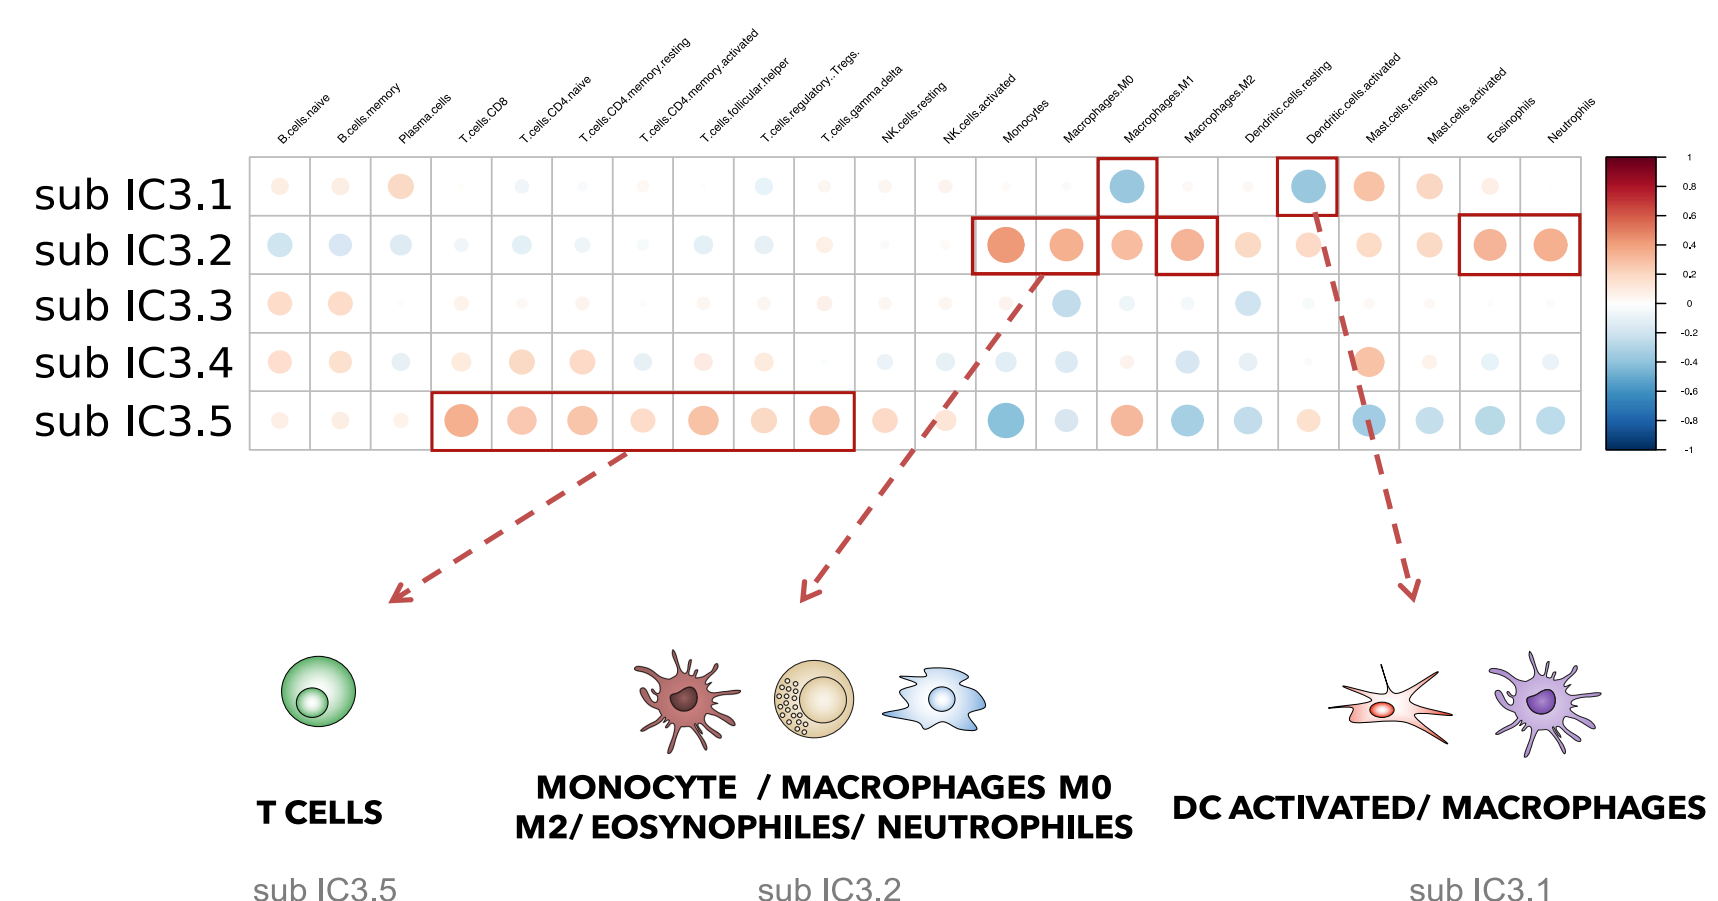 B.cells.naive
B.cells.memory
Plasma.cells
T.cells.CD8
T.cells.CD4.naive
T.cells.CD4.memory.resting
T.cells.CD4.memory.activated
T.cells.follicular.helper
T.cells.regulatory..Tregs.
T.cells.gamma.delta
NK.cells.resting
NK.cells.activated
Monocytes
Macrophages.M0
Macrophages.M1
Macrophages.M2
Dendritic.cells.resting
Dendritic.cells.activated
Mast.cells.resting
Mast.cells.activated
Eosinophils
Neutrophils
sub IC3.1
sub IC3.2
sub IC3.3
sub IC3.4
sub IC3.5
1
0.8
0.6
0.4
0.2
0
-0.2
-0.4
-0.6
-0.8
-1
T CELLS
MONOCYTE / MACROPHAGES M0
M2/ EOSYNOPHILES/ NEUTROPHILES
DC ACTIVATED/ MACROPHAGES
sub IC3.5
sub IC3.2
sub IC3.1